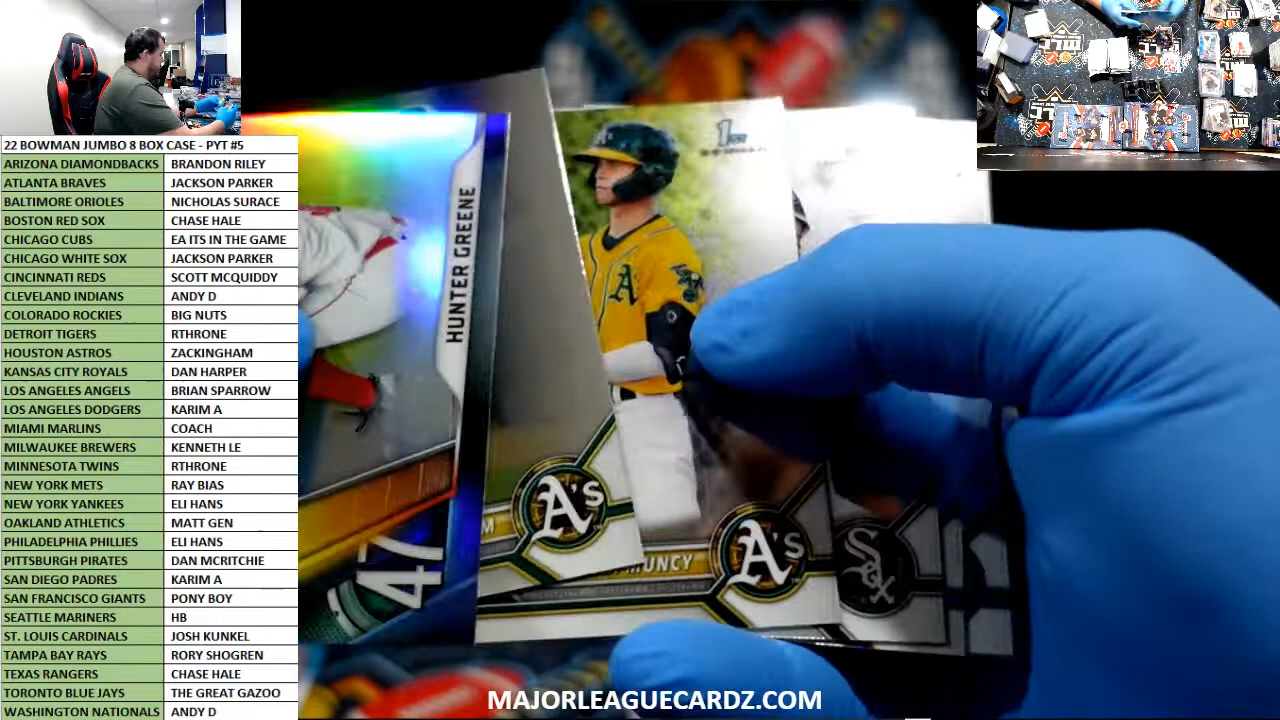 22 BOWMAN JUMBO 8 BOX CASE - PYT #5
ARIZONA DIAMONDBACKS BRANDON RILEY
ATLANTA BRAVES JACKSON PARKER
BALTIMORE ORIOLES NICHOLAS SURACE
BOSTON RED SOX CHASE HALE
CHICAGO CUBS EA ITS IN THE GAME
CHICAGO WHITE SOX JACKSON PARKER
CINCINNATI REDS SCOTT MCQUIDDY
CLEVELAND INDIANS ANDY D
COLORADO ROCKIES BIG NUTS
DETROIT TIGERS RTHRONE
HOUSTON ASTROS ZACKINGHAM
KANSAS CITY ROYALS DAN HARPER
LOS ANGELES ANGELS BRIAN SPARROW
LOS ANGELES DODGERS KARIM A
MIAMI MARLINS COACH
MILWAUKEE BREWERS KENNETH LE
MINNESOTA TWINS RTHRONE
NEW YORK METS RAY BIAS
NEW YORK YANKEES ELI HANS
OAKLAND ATHLETICS MATT GEN
PHILADELPHIA PHILLIES ELI HANS
PITTSBURGH PIRATES DAN MCRITCHIE
SAN DIEGO PADRES KARIM A
SAN FRANCISCO GIANTS PONY BOY
SEATTLE MARINERS HB
ST. LOUIS CARDINALS JOSH KUNKEL
TAMPA BAY RAYS RORY SHOGREN
TEXAS RANGERS CHASE HALE
TORONTO BLUE JAYS THE GREAT GAZOO
WASHINGTON NATIONALS ANDY D
HUNTER GREENE
47
1st
A
M
A's
MUNCY
A's
Sox
MAJORLEAGUECARDZ.COM